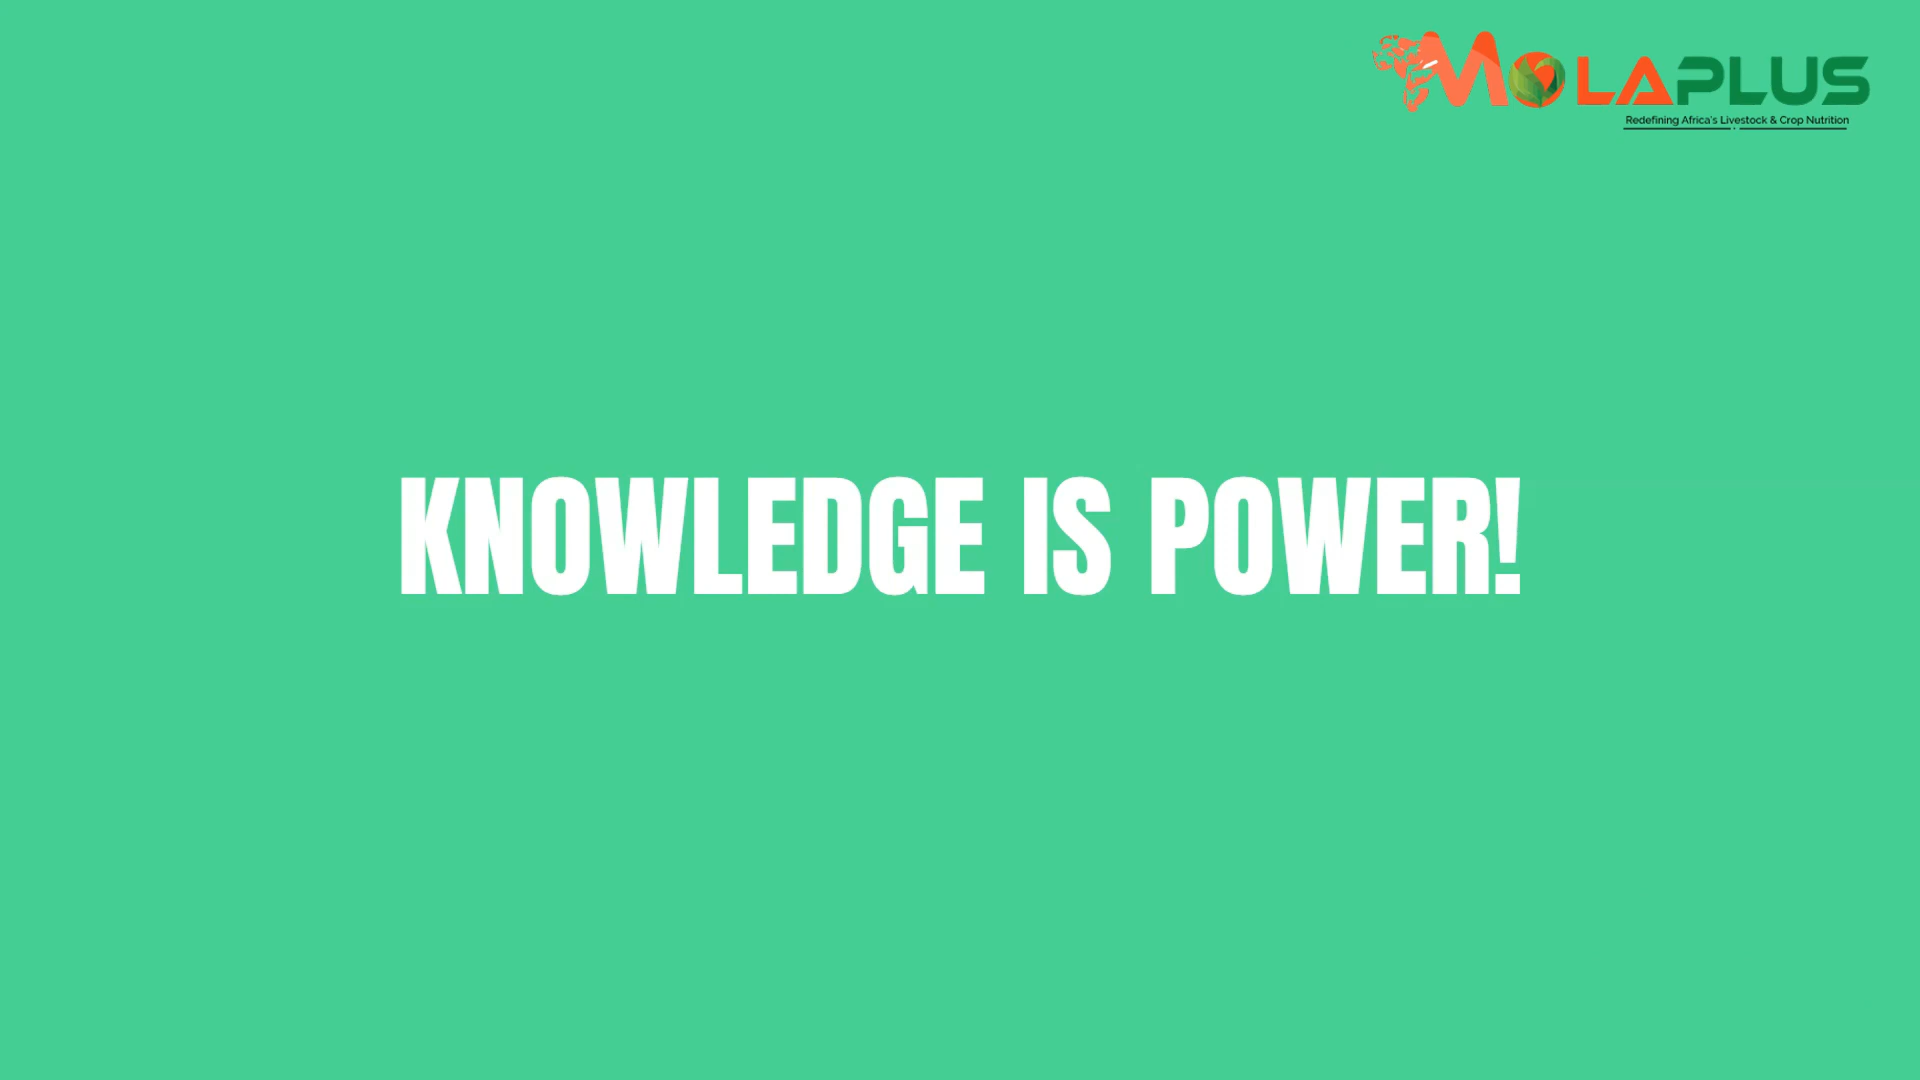 MOLAPLUS
Redefining Africa's Livestock & Crop Nutrition
KNOWLEDGE IS POWER!